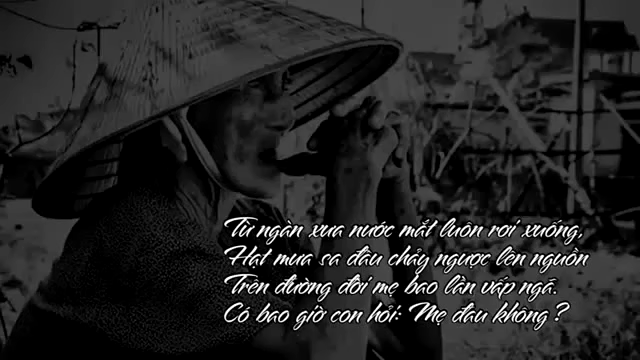 Từ ngàn xưa nước mắt luôn rơi xuống,
Hạt mưa sa đâu chảy ngược lên nguồn
Trên đường đời mẹ bao lần vấp ngã.
Có bao giờ con hỏi: Mẹ đau không?